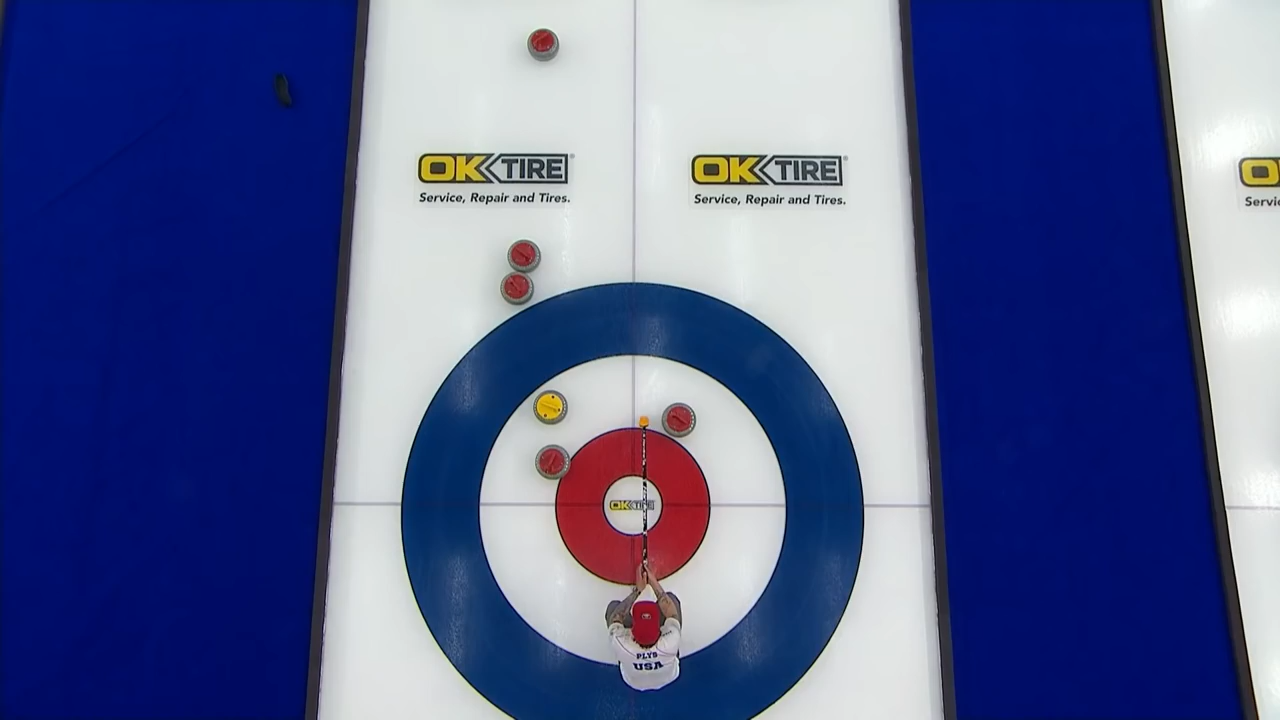 OK TIRE®
Service, Repair and Tires.
OK TIRE®
Service, Repair and Tires.
OK TIRE
PLYS
USA